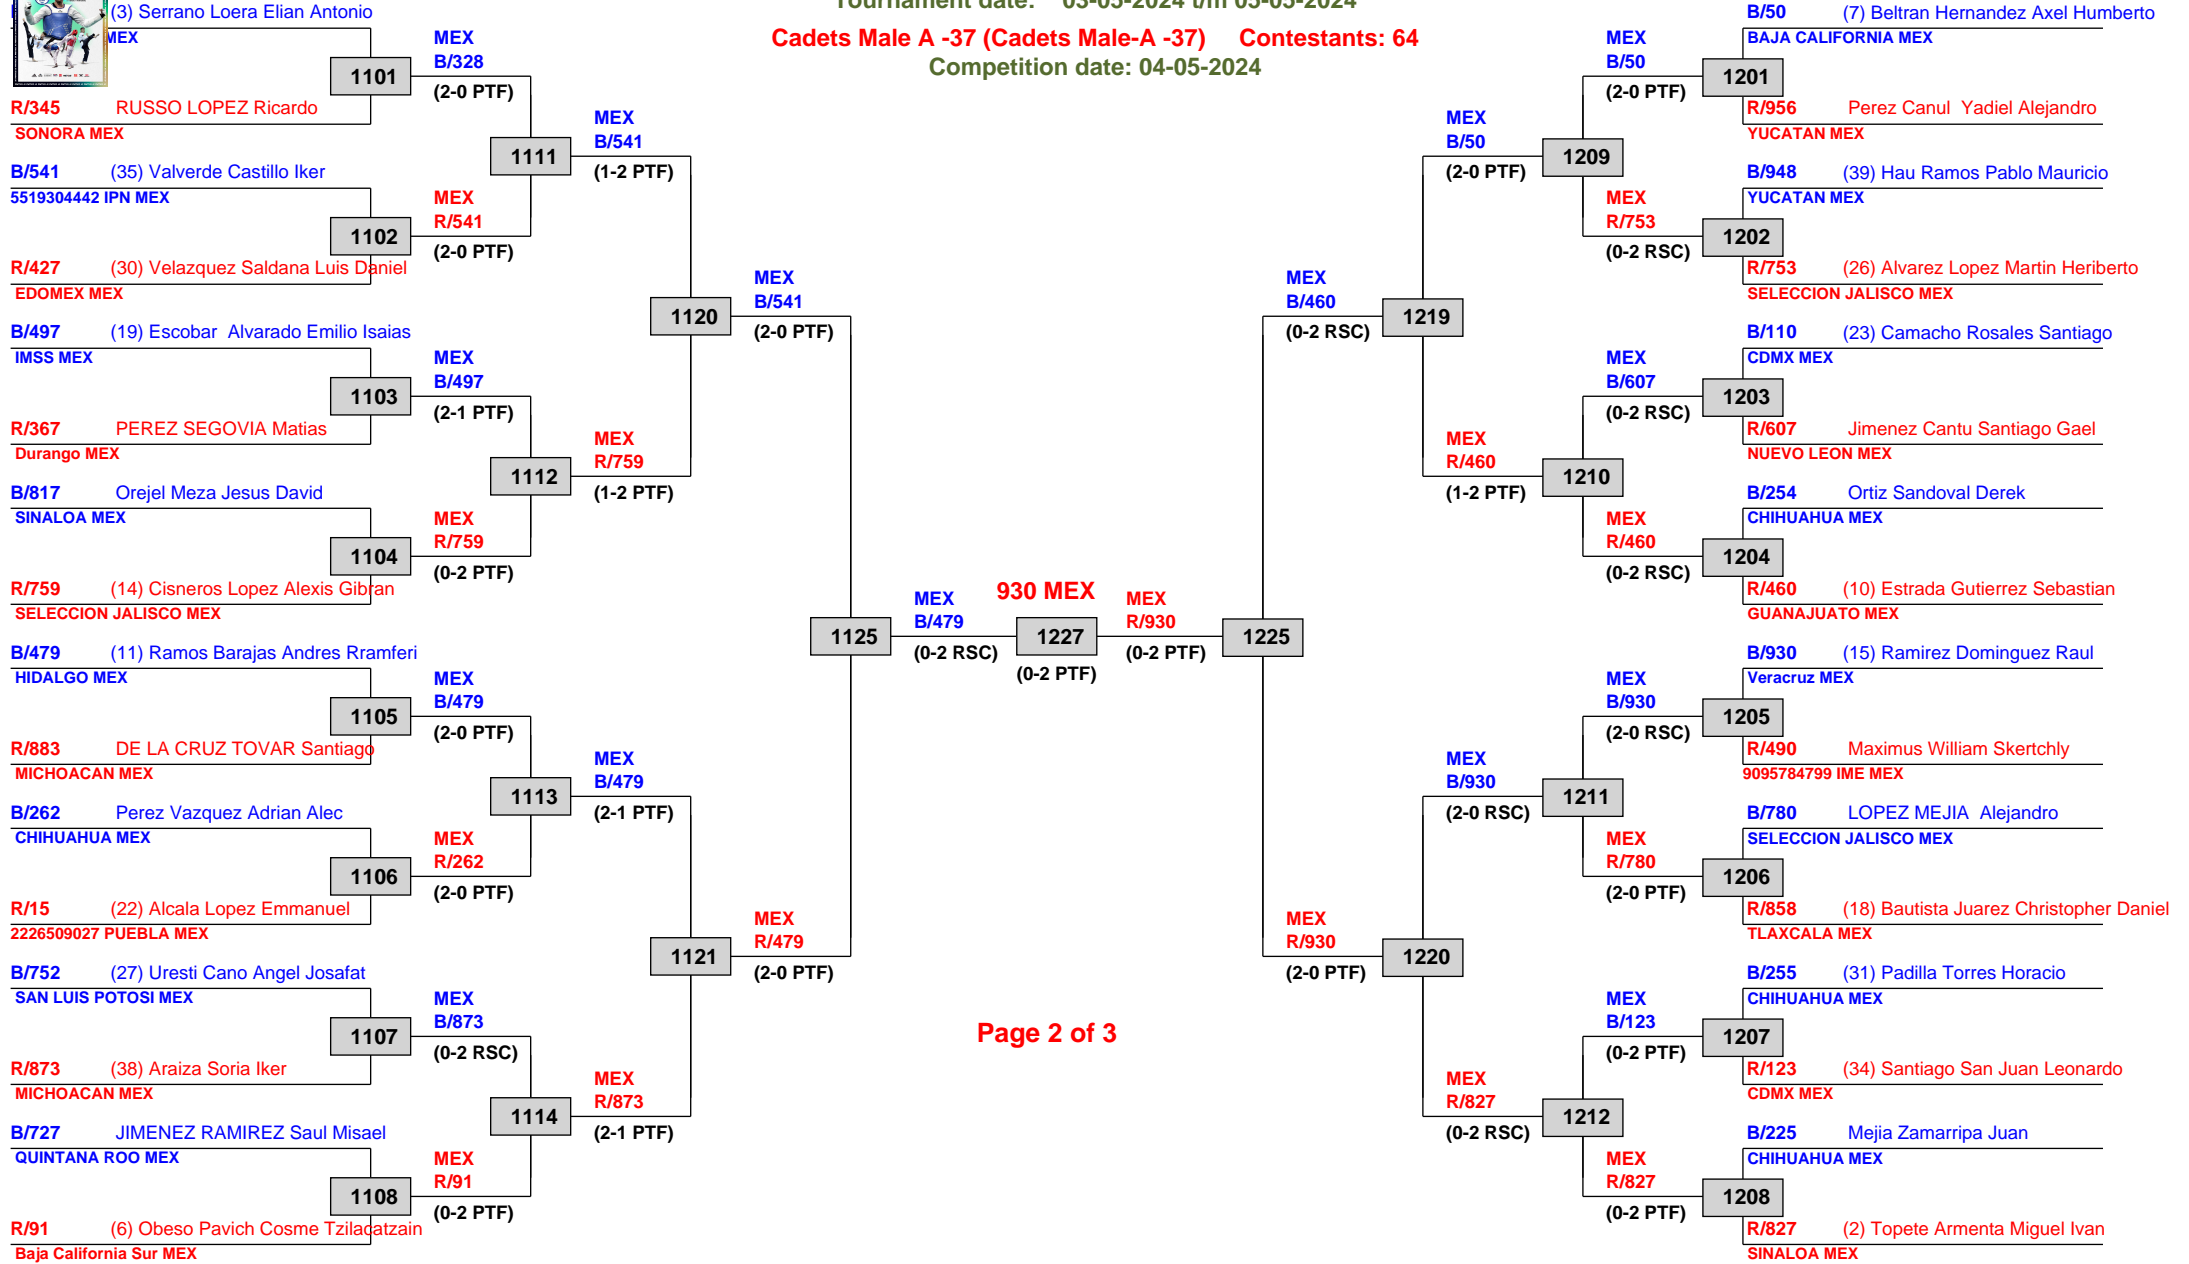 Tournament date: 03-05-2024 t/m 05-05-2024
Cadets Male A -37 (Cadets Male-A -37) Contestants: 64
Competition date: 04-05-2024
(3) Serrano Loera Elian Antonio
MEX
1101
R/345 RUSSO LOPEZ Ricardo
SONORA MEX
B/541 (35) Valverde Castillo Iker
5519304442 IPN MEX
1102
R/427 (30) Velazquez Saldana Luis Daniel
EDOMEX MEX
B/497 (19) Escobar Alvarado Emilio Isaias
IMSS MEX
1103
R/367 PEREZ SEGOVIA Matias
Durango MEX
B/817 Orejel Meza Jesus David
SINALOA MEX
1104
R/759 (14) Cisneros Lopez Alexis Gibran
SELECCION JALISCO MEX
B/479 (11) Ramos Barajas Andres Rramferi
HIDALGO MEX
1105
R/883 DE LA CRUZ TOVAR Santiago
MICHOACAN MEX
B/262 Perez Vazquez Adrian Alec
CHIHUAHUA MEX
1106
R/15 (22) Alcala Lopez Emmanuel
2226509027 PUEBLA MEX
B/752 (27) Uresti Cano Angel Josafat
SAN LUIS POTOSI MEX
1107
R/873 (38) Araiza Soria Iker
MICHOACAN MEX
B/727 JIMENEZ RAMIREZ Saul Misael
QUINTANA ROO MEX
1108
R/91 (6) Obeso Pavich Cosme Tzilacatzain
Baja California Sur MEX
MEX
B/328
(2-0 PTF)
1111
MEX
R/541
(2-0 PTF)
MEX
B/497
(2-1 PTF)
1112
MEX
R/759
(0-2 PTF)
MEX
B/479
(2-0 PTF)
1113
MEX
R/262
(2-0 PTF)
MEX
B/873
(0-2 RSC)
1114
MEX
R/91
(0-2 PTF)
MEX
B/541
(1-2 PTF)
1120
MEX
R/759
(1-2 PTF)
MEX
B/479
(2-1 PTF)
1121
MEX
R/873
(2-1 PTF)
MEX
B/541
(2-0 PTF)
1125
MEX
R/479
(2-0 PTF)
MEX
B/479
(0-2 RSC)
930 MEX
1227
(0-2 PTF)
MEX
R/930
(0-2 PTF)
1225
Page 2 of 3
MEX
B/460
(0-2 RSC)
1219
MEX
R/930
(2-0 PTF)
1220
MEX
B/50
(2-0 PTF)
1209
MEX
R/460
(1-2 PTF)
1210
MEX
B/930
(2-0 RSC)
1211
MEX
R/827
(0-2 RSC)
1212
MEX
B/50
(2-0 PTF)
1201
MEX
R/753
(0-2 RSC)
1202
MEX
B/607
(0-2 RSC)
1203
MEX
R/460
(0-2 RSC)
1204
MEX
B/930
(2-0 RSC)
1205
MEX
R/780
(2-0 PTF)
1206
MEX
B/123
(0-2 PTF)
1207
MEX
R/827
(0-2 PTF)
1208
B/50 (7) Beltran Hernandez Axel Humberto
BAJA CALIFORNIA MEX
R/956 Perez Canul Yadiel Alejandro
YUCATAN MEX
B/948 (39) Hau Ramos Pablo Mauricio
YUCATAN MEX
R/753 (26) Alvarez Lopez Martin Heriberto
SELECCION JALISCO MEX
B/110 (23) Camacho Rosales Santiago
CDMX MEX
R/607 Jimenez Cantu Santiago Gael
NUEVO LEON MEX
B/254 Ortiz Sandoval Derek
CHIHUAHUA MEX
R/460 (10) Estrada Gutierrez Sebastian
GUANAJUATO MEX
B/930 (15) Ramirez Dominguez Raul
Veracruz MEX
R/490 Maximus William Skertchly
9095784799 IME MEX
B/780 LOPEZ MEJIA Alejandro
SELECCION JALISCO MEX
R/858 (18) Bautista Juarez Christopher Daniel
TLAXCALA MEX
B/255 (31) Padilla Torres Horacio
CHIHUAHUA MEX
R/123 (34) Santiago San Juan Leonardo
CDMX MEX
B/225 Mejia Zamarripa Juan
CHIHUAHUA MEX
R/827 (2) Topete Armenta Miguel Ivan
SINALOA MEX